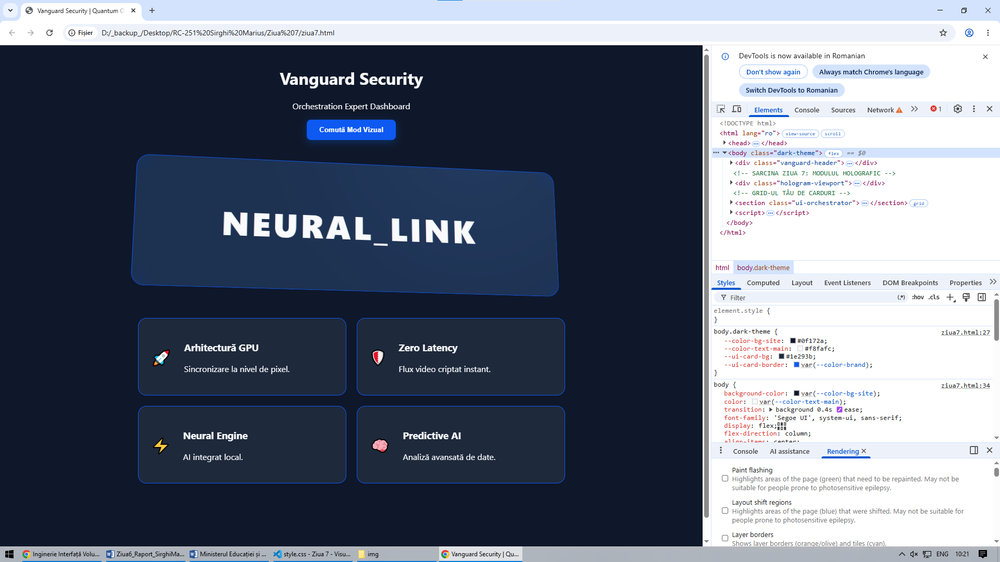 Vanguard Security | Quantum
Fișier
D:/_backup_/Desktop/RC-251%20Sirghi%20Marius/Ziua%207/ziua7.html
Vanguard Security
Orchestration Expert Dashboard
Comută Mod Vizual
NEURAL_LINK
Arhitectură GPU
Sincronizare la nivel de pixel.
Zero Latency
Flux video criptat instant.
Neural Engine
AI integrat local.
Predictive AI
Analiză avansată de date.
DevTools is now available in Romanian
Don't show again
Always match Chrome's language
Switch DevTools to Romanian
Elements Console Sources Network 1
<!DOCTYPE html>
<html lang="ro"> view-source scroll
<head> ⋯ </head>
<body class="dark-theme"> flex == $0
<div class="vanguard-header"> ⋯ </div>
<!-- SARCINA ZIUA 7: MODULUL HOLOGRAFIC -->
<div class="hologram-viewport"> ⋯ </div>
<!-- GRID-UL TĂU DE CARDURI -->
<section class="ui-orchestrator"> ⋯ </section> grid
<script> ⋯ </script>
</body>
</html>
html body.dark-theme
Styles Computed Layout Event Listeners DOM Breakpoints Properties
Filter (.*) :hov .cls
element.style {
}
body.dark-theme { ziua7.html:27
--color-bg-site: #0f172a;
--color-text-main: #f8fafc;
--ui-card-bg: #1e293b;
--ui-card-border: var(--color-brand);
}
body { ziua7.html:34
background-color: var(--color-bg-site);
color: var(--color-text-main);
transition: background 0.4s ease;
font-family: 'Segoe UI', system-ui, sans-serif;
display: flex;
flex-direction: column;
align-items: center;
Console AI assistance Rendering
Paint flashing
Highlights areas of the page (green) that need to be repainted. May not be
suitable for people prone to photosensitive epilepsy.
Layout shift regions
Highlights areas of the page (blue) that were shifted. May not be suitable for
people prone to photosensitive epilepsy.
Layer borders
Shows layer borders (orange/olive) and tiles (cyan).
Inginerie Interfață Volu...
Ziua6_Raport_SirghiMa...
Ministerul Educației și ...
style.css - Ziua 7 - Visu...
img
Vanguard Security | Qu...
ENG
10:21